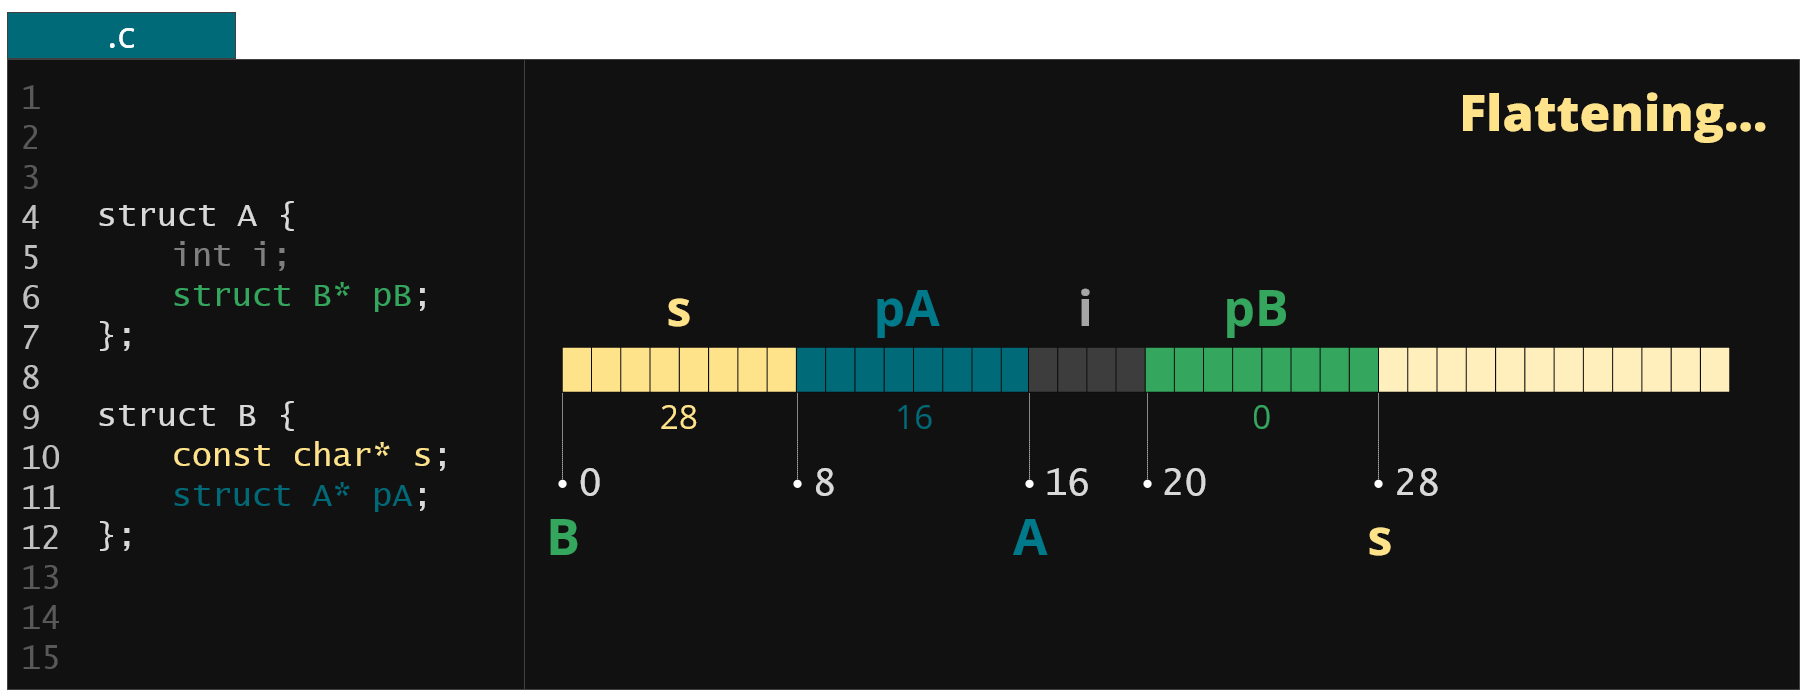 .c
Flattening...
1
2
3
4 struct A {
5 int i;
6 struct B* pB;
7 };
8
9 struct B {
10 const char* s;
11 struct A* pA;
12 };
13
14
15
s pA i pB
28 16 0
0 8 16 20 28
B A s